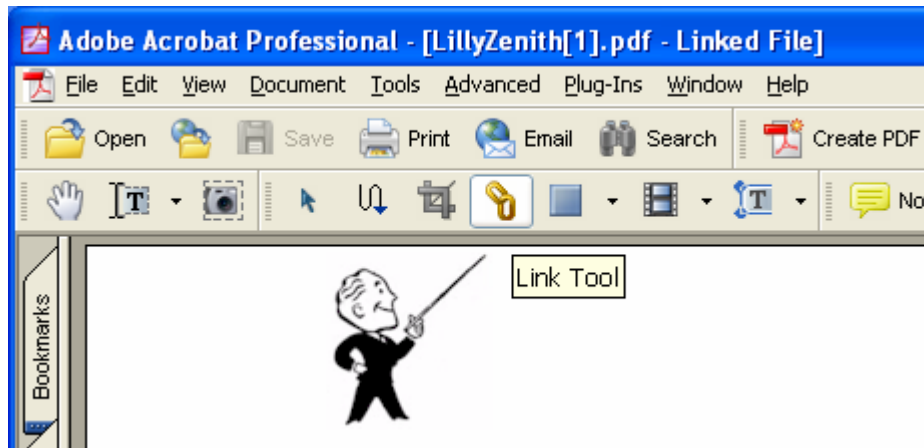 Adobe Acrobat Professional - [LillyZenith[1].pdf - Linked File]
File Edit View Document Tools Advanced Plug-Ins Window Help
Open Save Print Email Search Create PDF
T T No
Link Tool
Bookmarks